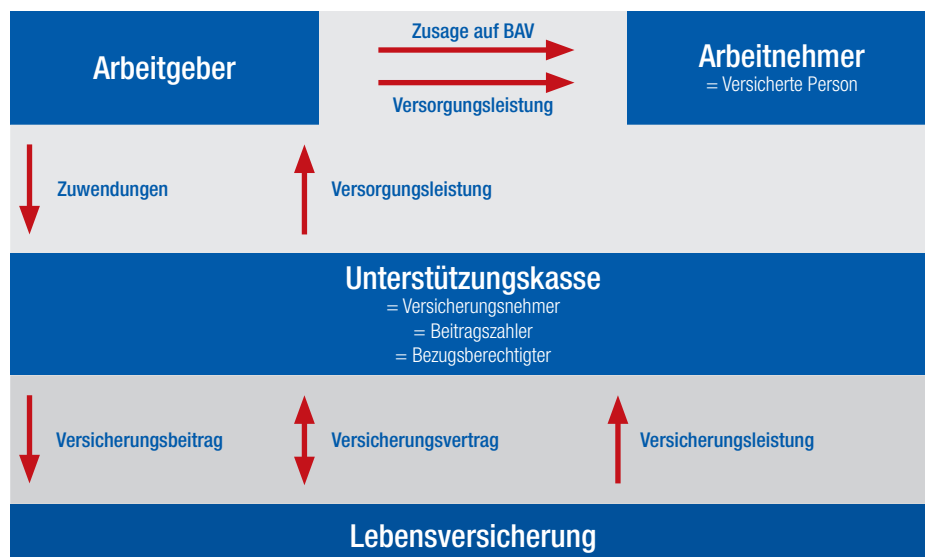 Arbeitgeber
Zusage auf BAV
Versorgungsleistung
Arbeitnehmer
= Versicherte Person
Zuwendungen
Versorgungsleistung
Unterstützungskasse
= Versicherungsnehmer
= Beitragszahler
= Bezugsberechtigter
Versicherungsbeitrag
Versicherungsvertrag
Versicherungsleistung
Lebensversicherung